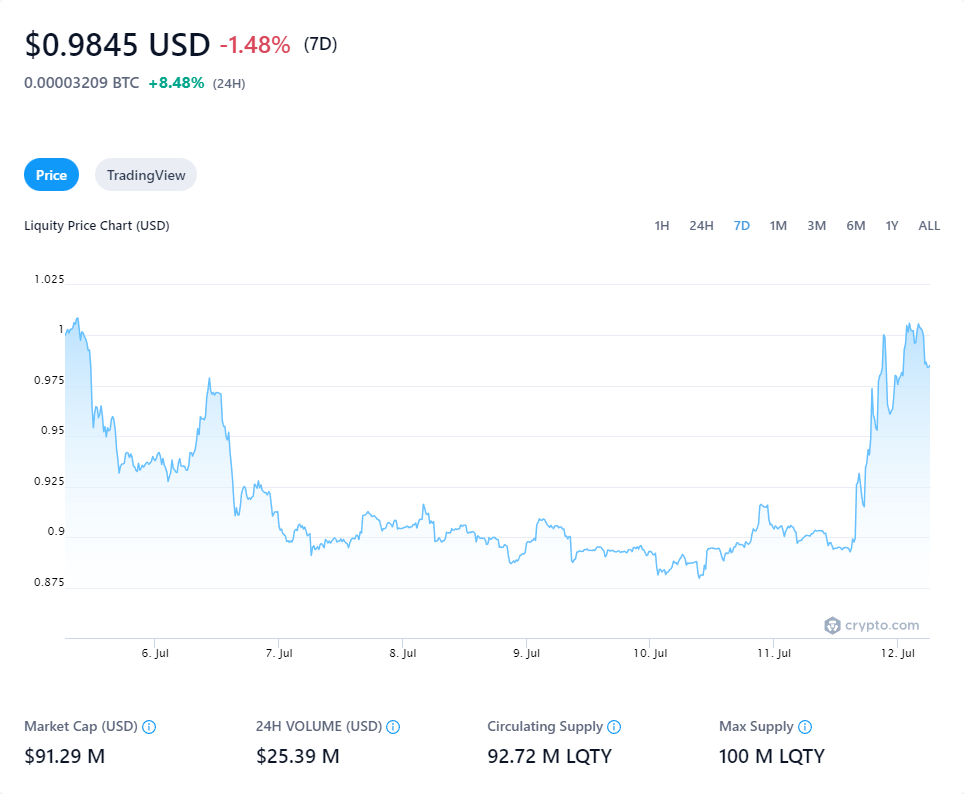 $0.9845 USD -1.48% (7D)
0.00003209 BTC +8.48% (24H)
Price TradingView
Liquity Price Chart (USD) 1H 24H 7D 1M 3M 6M 1Y ALL
1.025
1
0.975
0.95
0.925
0.9
0.875
crypto.com
6. Jul 7. Jul 8. Jul 9. Jul 10. Jul 11. Jul 12. Jul
Market Cap (USD) 24H VOLUME (USD) Circulating Supply Max Supply
$91.29 M $25.39 M 92.72 M LQTY 100 M LQTY